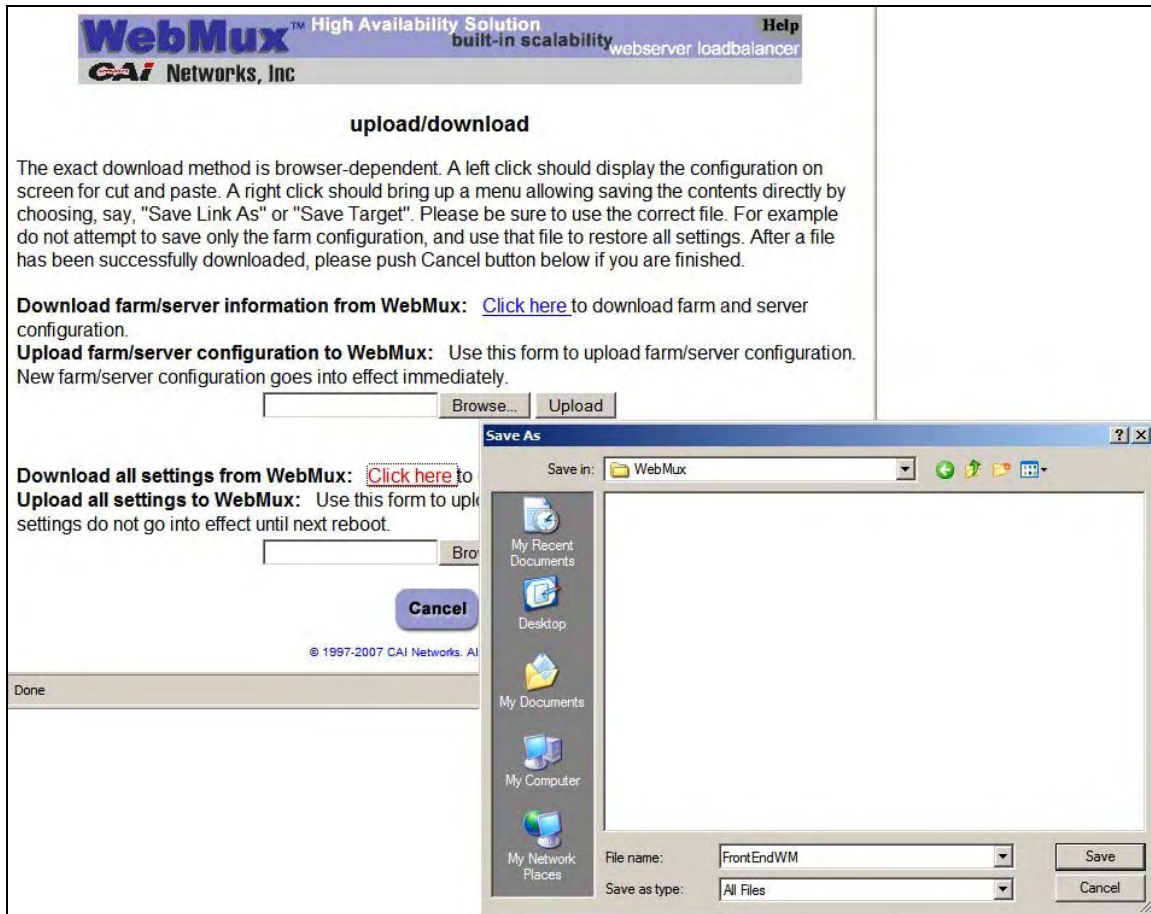 WebMux™ High Availability Solution
built-in scalability
Help
webserver loadbalancer
CAI Networks, Inc
upload/download
The exact download method is browser-dependent. A left click should display the configuration on
screen for cut and paste. A right click should bring up a menu allowing saving the contents directly by
choosing, say, "Save Link As" or "Save Target". Please be sure to use the correct file. For example
do not attempt to save only the farm configuration, and use that file to restore all settings. After a file
has been successfully downloaded, please push Cancel button below if you are finished.
Download farm/server information from WebMux: Click here to download farm and server
configuration.
Upload farm/server configuration to WebMux: Use this form to upload farm/server configuration.
New farm/server configuration goes into effect immediately.
Browse... Upload
Download all settings from WebMux: Click here to
Upload all settings to WebMux: Use this form to uplo
settings do not go into effect until next reboot.
Bro
Cancel
© 1997-2007 CAI Networks. Al
Done
Save As
Save in: WebMux
My Recent
Documents
Desktop
My Documents
My Computer
My Network
Places
File name: FrontEndWM Save
Save as type: All Files Cancel